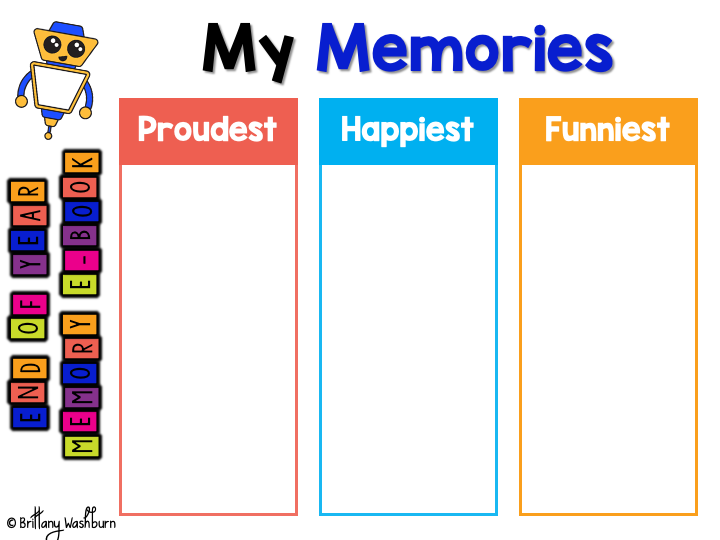 My Memories
Proudest
Happiest
Funniest
END OF YEAR
MEMORY E-BOOK
© Brittany Washburn